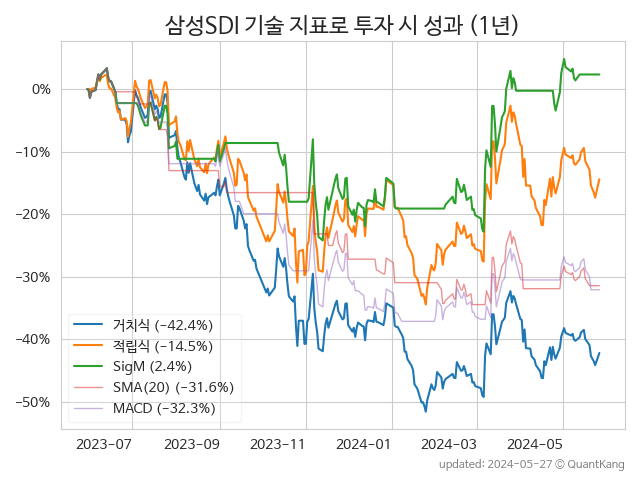 삼성SDI 기술 지표로 투자 시 성과 (1년)
0%
−10%
−20%
−30%
−40%
−50%
거치식 (−42.4%)
적립식 (−14.5%)
SigM (2.4%)
SMA(20) (−31.6%)
MACD (−32.3%)
2023−07
2023−09
2023−11
2024−01
2024−03
2024−05
updated: 2024-05-27 © QuantKang